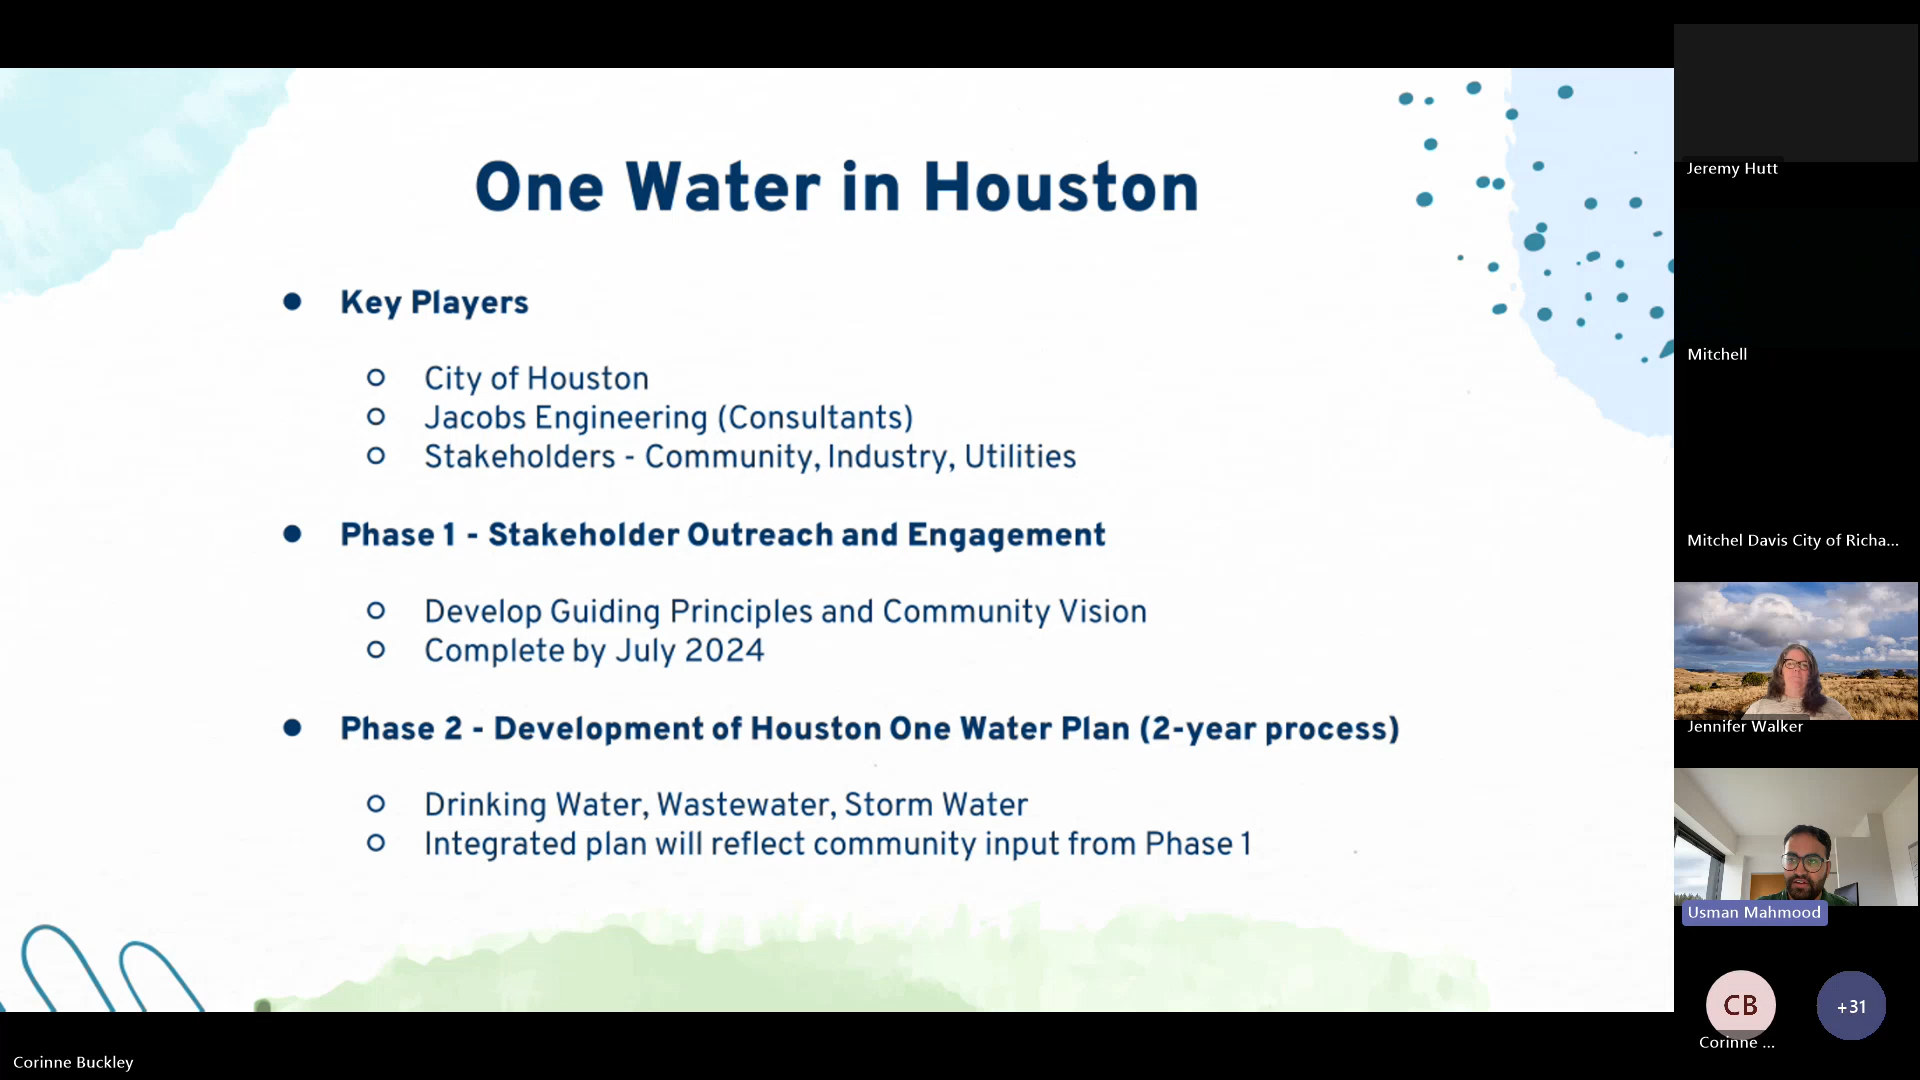 One Water in Houston
Key Players
City of Houston
Jacobs Engineering (Consultants)
Stakeholders - Community, Industry, Utilities
Phase 1 - Stakeholder Outreach and Engagement
Develop Guiding Principles and Community Vision
Complete by July 2024
Phase 2 - Development of Houston One Water Plan (2-year process)
Drinking Water, Wastewater, Storm Water
Integrated plan will reflect community input from Phase 1
Jeremy Hutt
Mitchell
Mitchel Davis City of Richa...
Jennifer Walker
Usman Mahmood
CB
+31
Corinne ...
Corinne Buckley